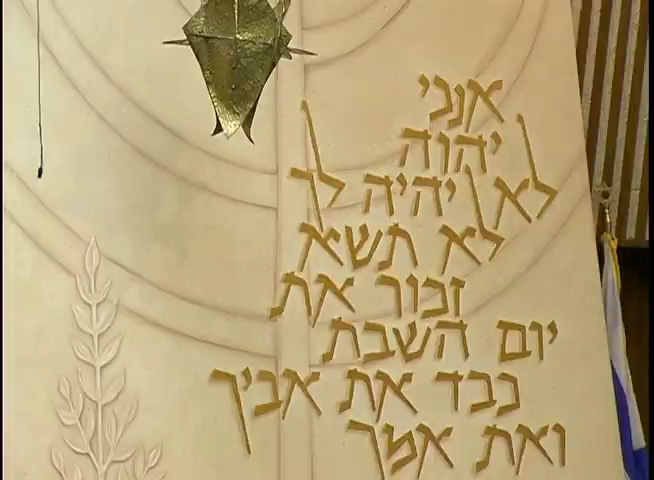 אנכי
יהוה
לא יהיה לך
לא תשא
זכור את
יום השבת
כבד את אביך
ואת אמך